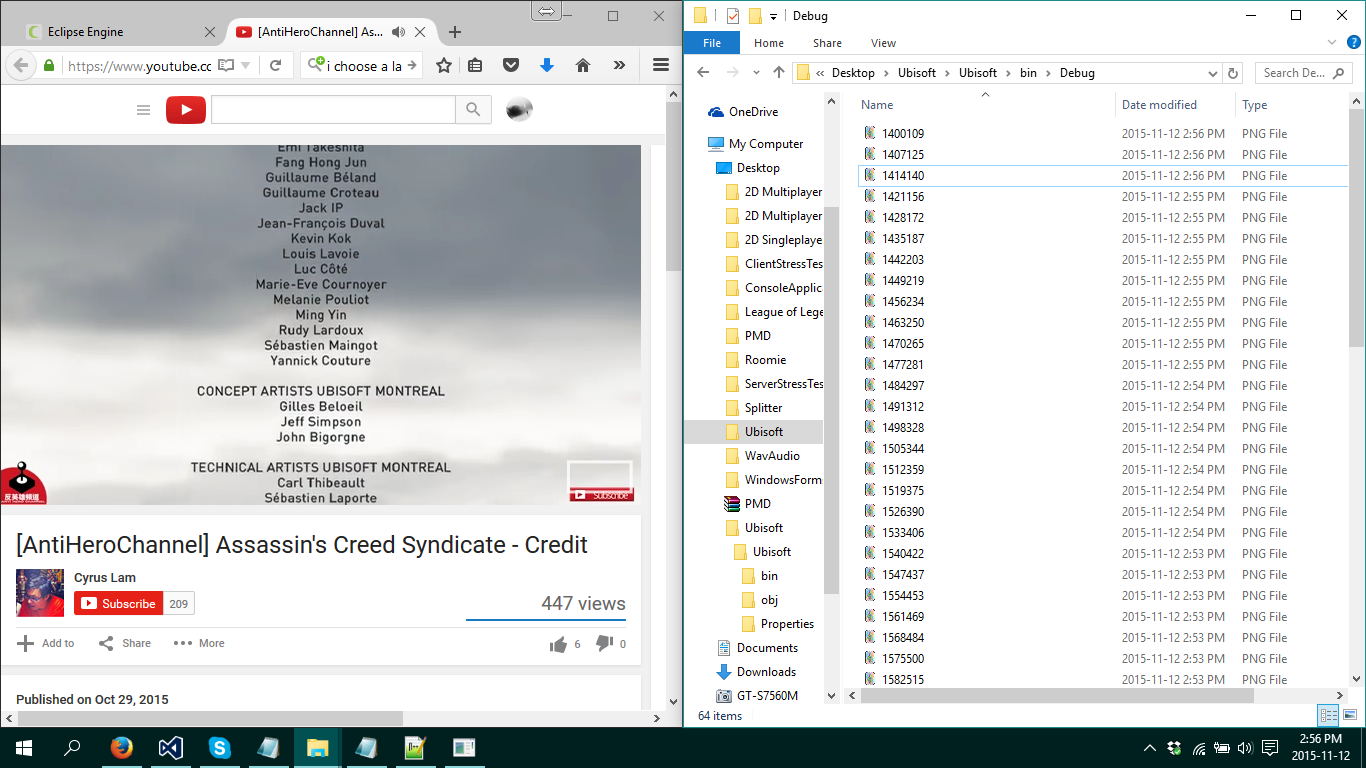 Eclipse Engine
[AntiHeroChannel] As...
https://www.youtube.cc
i choose a la
Emi Takeshita
Fang Hong Jun
Guillaume Béland
Guillaume Croteau
Jack IP
Jean-François Duval
Kevin Kok
Louis Lavoie
Luc Côté
Marie-Eve Cournoyer
Melanie Pouliot
Ming Yin
Rudy Lardoux
Sébastien Maingot
Yannick Couture
CONCEPT ARTISTS UBISOFT MONTREAL
Gilles Beloeil
Jeff Simpson
John Bigorgne
TECHNICAL ARTISTS UBISOFT MONTREAL
Carl Thibeault
Sébastien Laporte
反英雄頻道
Subscribe
[AntiHeroChannel] Assassin's Creed Syndicate - Credit
Cyrus Lam
Subscribe 209
447 views
Add to Share More 6 0
Published on Oct 29, 2015
Debug
File Home Share View
« Desktop Ubisoft Ubisoft bin Debug
Search De...
OneDrive
My Computer
Desktop
2D Multiplayer
2D Multiplayer
2D Singleplaye
ClientStressTes
ConsoleApplic
League of Lege
PMD
Roomie
ServerStressTes
Splitter
Ubisoft
WavAudio
WindowsForm
PMD
Ubisoft
Ubisoft
bin
obj
Properties
Documents
Downloads
GT-S7560M
Name Date modified Type
1400109 2015-11-12 2:56 PM PNG File
1407125 2015-11-12 2:56 PM PNG File
1414140 2015-11-12 2:56 PM PNG File
1421156 2015-11-12 2:55 PM PNG File
1428172 2015-11-12 2:55 PM PNG File
1435187 2015-11-12 2:55 PM PNG File
1442203 2015-11-12 2:55 PM PNG File
1449219 2015-11-12 2:55 PM PNG File
1456234 2015-11-12 2:55 PM PNG File
1463250 2015-11-12 2:55 PM PNG File
1470265 2015-11-12 2:55 PM PNG File
1477281 2015-11-12 2:55 PM PNG File
1484297 2015-11-12 2:54 PM PNG File
1491312 2015-11-12 2:54 PM PNG File
1498328 2015-11-12 2:54 PM PNG File
1505344 2015-11-12 2:54 PM PNG File
1512359 2015-11-12 2:54 PM PNG File
1519375 2015-11-12 2:54 PM PNG File
1526390 2015-11-12 2:54 PM PNG File
1533406 2015-11-12 2:54 PM PNG File
1540422 2015-11-12 2:53 PM PNG File
1547437 2015-11-12 2:53 PM PNG File
1554453 2015-11-12 2:53 PM PNG File
1561469 2015-11-12 2:53 PM PNG File
1568484 2015-11-12 2:53 PM PNG File
1575500 2015-11-12 2:53 PM PNG File
1582515 2015-11-12 2:53 PM PNG File
64 items
2:56 PM
2015-11-12